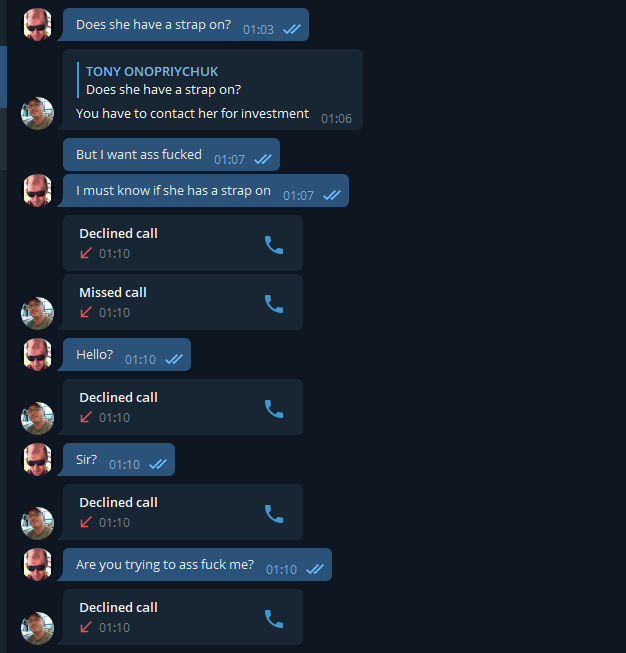 Does she have a strap on? 01:03
TONY ONOPRIYCHUK
Does she have a strap on?
You have to contact her for investment 01:06
But I want ass fucked 01:07
I must know if she has a strap on 01:07
Declined call
01:10
Missed call
01:10
Hello? 01:10
Declined call
01:10
Sir? 01:10
Declined call
01:10
Are you trying to ass fuck me? 01:10
Declined call
01:10